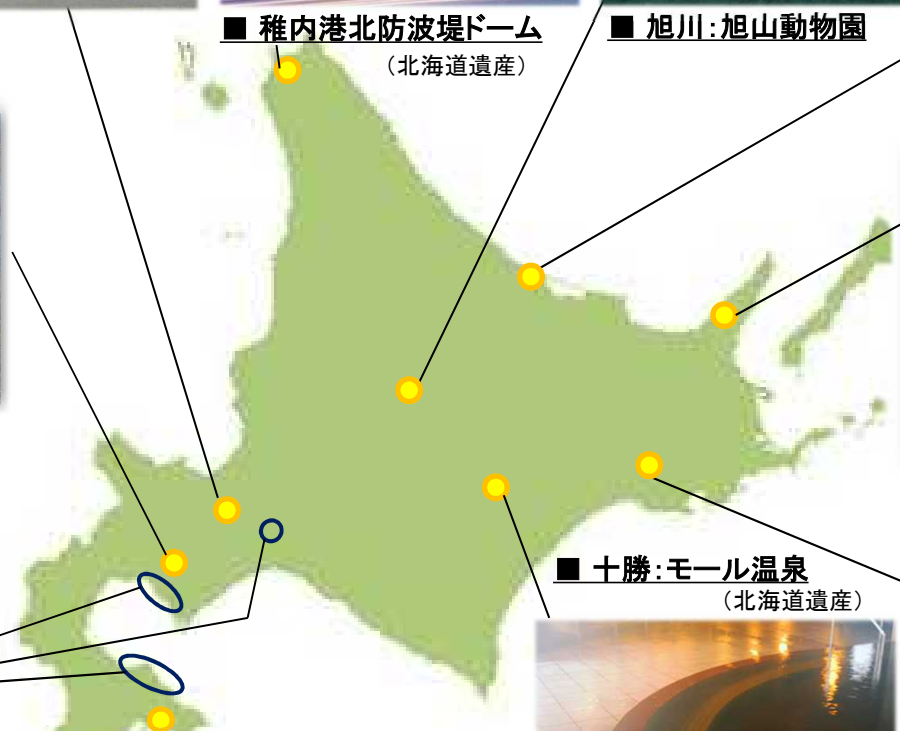 ■ 稚内港北防波堤ドーム
（北海道遺産）
■ 旭川：旭山動物園
■ 十勝：モール温泉
（北海道遺産）